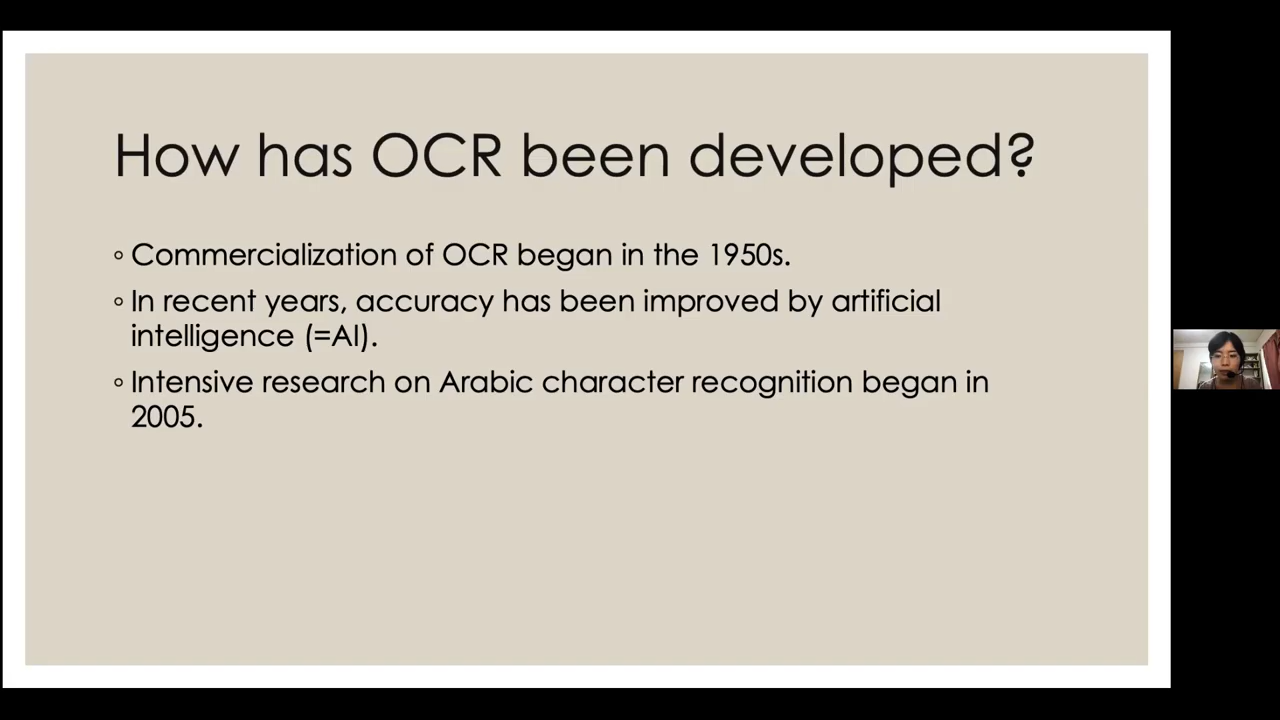 How has OCR been developed?
◦ Commercialization of OCR began in the 1950s.
◦ In recent years, accuracy has been improved by artificial
intelligence (=AI).
◦ Intensive research on Arabic character recognition began in
2005.